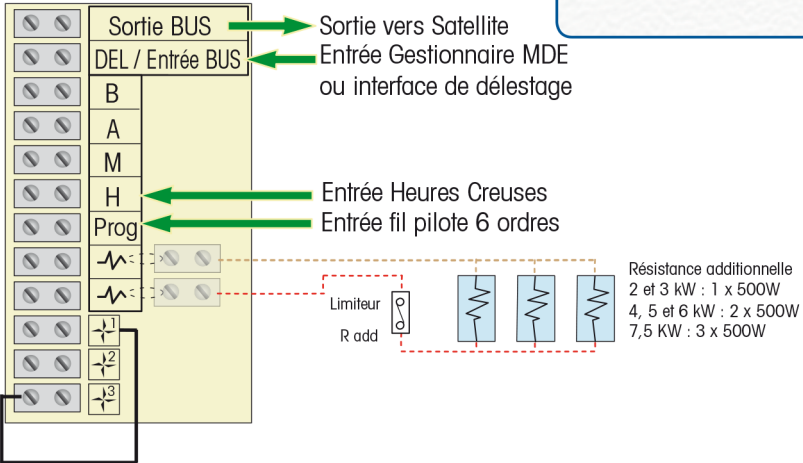 Sortie BUS
Sortie vers Satellite
DEL / Entrée BUS
Entrée Gestionnaire MDE
ou interface de délestage
B
A
M
H
Entrée Heures Creuses
Prog
Entrée fil pilote 6 ordres
Limiteur
R add
Résistance additionnelle
2 et 3 kW : 1 x 500W
4, 5 et 6 kW : 2 x 500W
7,5 KW : 3 x 500W
1
2
3